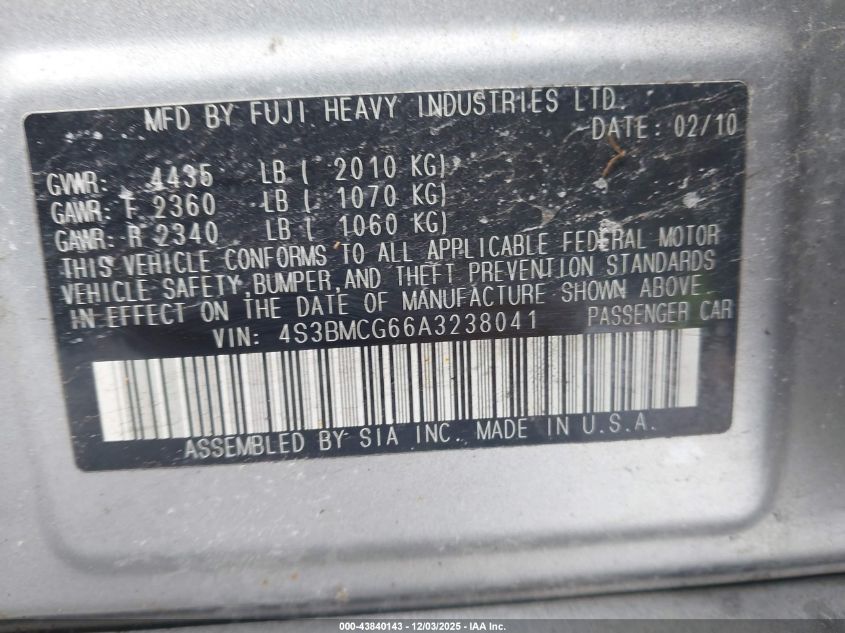 MFD BY FUJI HEAVY INDUSTRIES LTD.
DATE: 02/10
GVWR: 4435 LB ( 2010 KG)
GAWR: F 2360 LB ( 1070 KG)
GAWR: R 2340 LB ( 1060 KG)
THIS VEHICLE CONFORMS TO ALL APPLICABLE FEDERAL MOTOR
VEHICLE SAFETY,BUMPER,AND THEFT PREVENTION STANDARDS
IN EFFECT ON THE DATE OF MANUFACTURE SHOWN ABOVE.
VIN: 4S3BMCG66A3238041 PASSENGER CAR
ASSEMBLED BY SIA INC. MADE IN U.S.A.
000-43840143 - 12/03/2025 - IAA Inc.